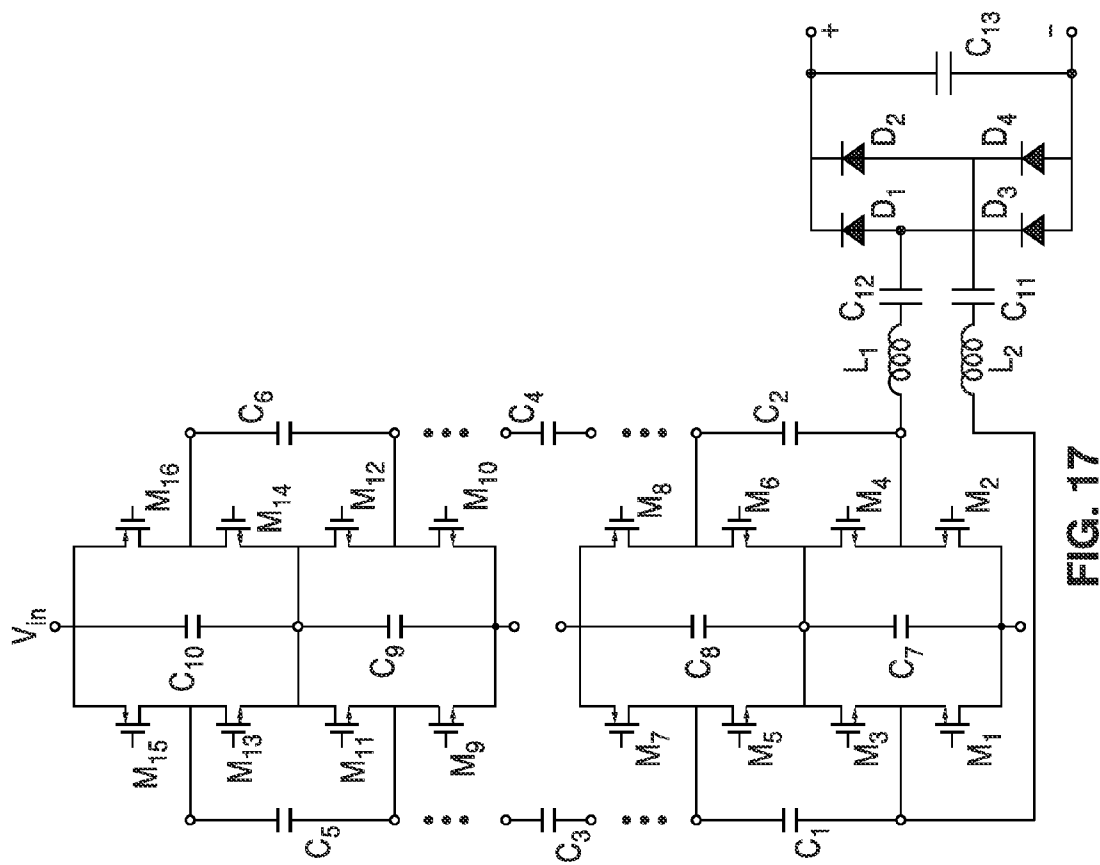 V_in
C_6
M_16
M_15
C_10
M_14
M_13
C_5
M_12
M_11
C_9
M_10
M_9
C_4
C_3
M_8
M_7
C_8
M_6
M_5
C_2
C_1
M_4
M_3
C_7
M_2
M_1
L_1
C_12
L_2
C_11
D_1
D_2
D_3
D_4
C_13
+
−
FIG. 17